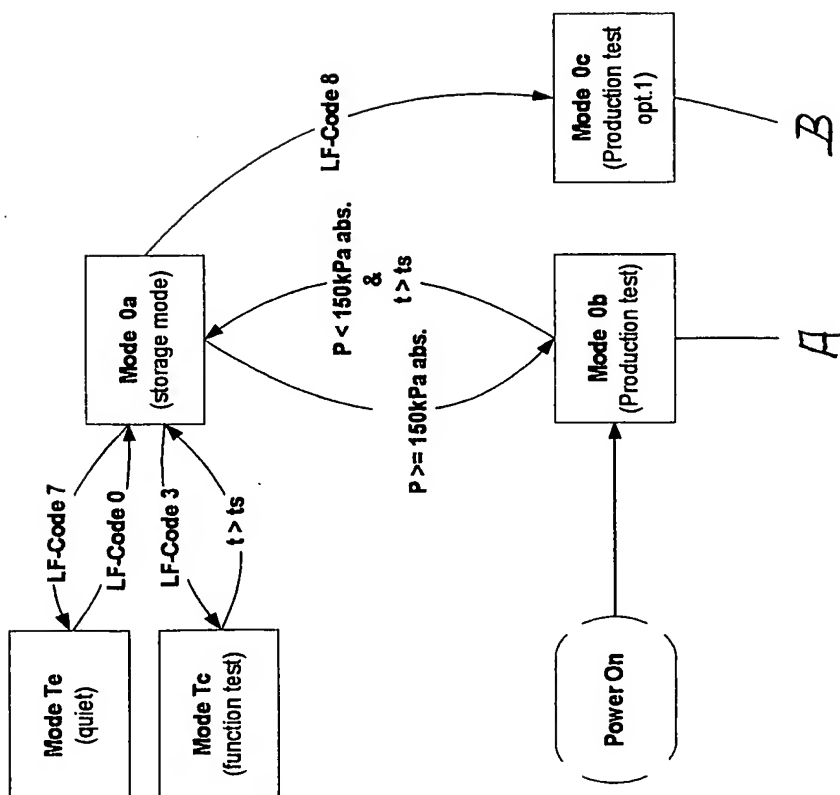 Mode Te
(quiet)
LF-Code 7
LF-Code 0
Mode 0a
(storage mode)
Mode Tc
(function test)
LF-Code 3
t > ts
LF-Code 8
P < 150kPa abs.
&
t > ts
P >= 150kPa abs.
Power On
Mode 0b
(Production test)
A
Mode 0c
(Production test
opt.1)
B